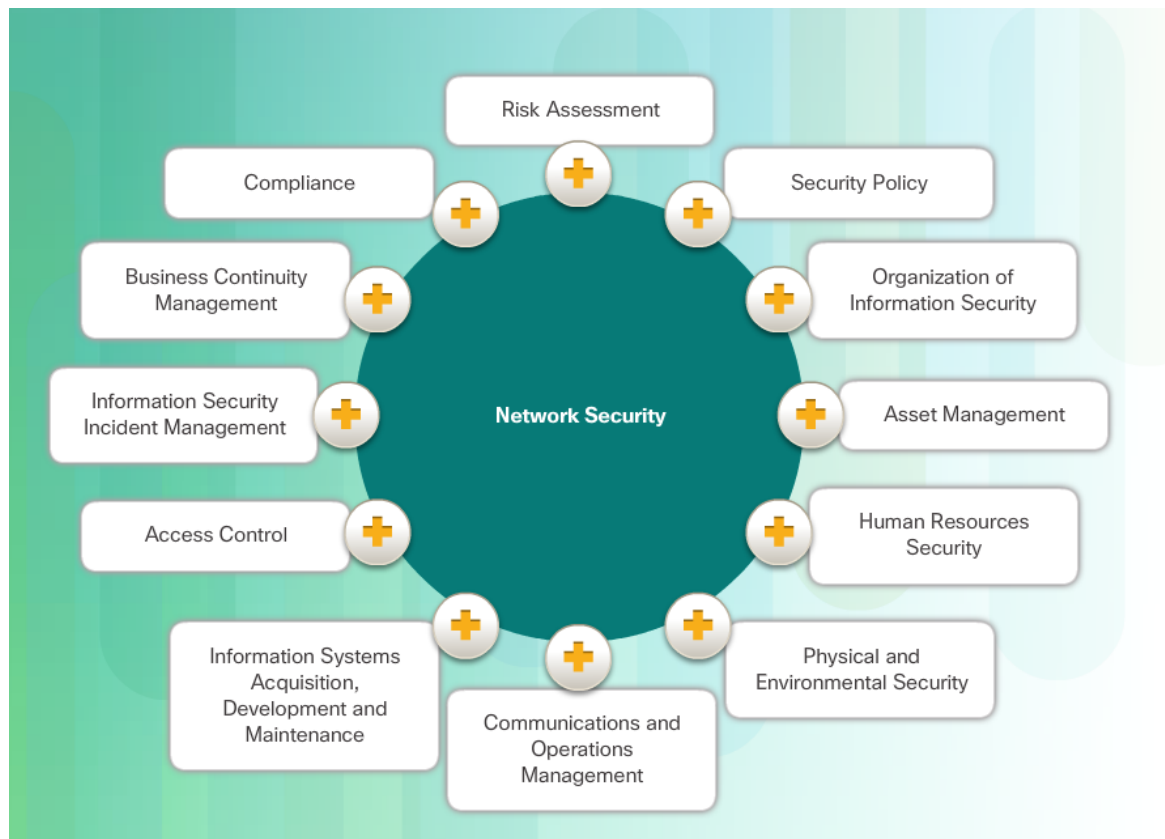 Risk Assessment
Compliance
Security Policy
Business Continuity
Management
Organization of
Information Security
Information Security
Incident Management
Network Security
Asset Management
Access Control
Human Resources
Security
Information Systems
Acquisition,
Development and
Maintenance
Physical and
Environmental Security
Communications and
Operations
Management